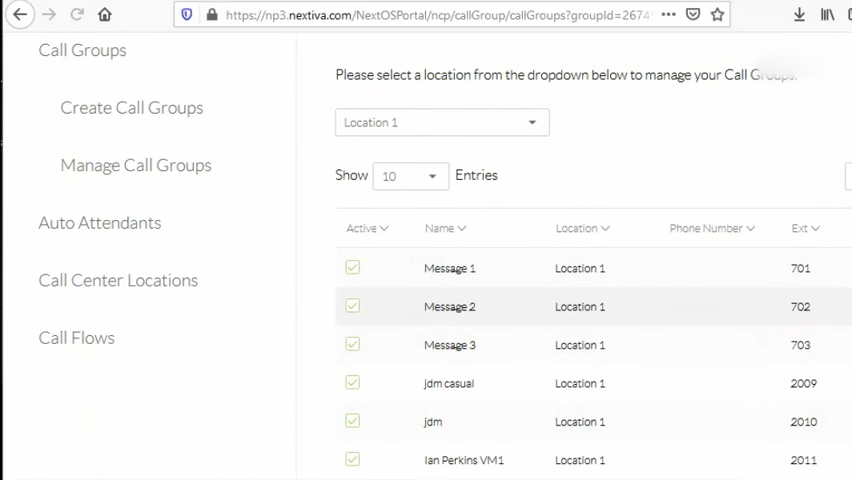 https://np3.nextiva.com/NextOSPortal/ncp/callGroup/callGroups?groupId=2674
Call Groups
Create Call Groups
Manage Call Groups
Auto Attendants
Call Center Locations
Call Flows
Please select a location from the dropdown below to manage your Call Groups.
Location 1
Show 10 Entries
Active Name Location Phone Number Ext
Message 1 Location 1 701
Message 2 Location 1 702
Message 3 Location 1 703
jdm casual Location 1 2009
jdm Location 1 2010
Ian Perkins VM1 Location 1 2011